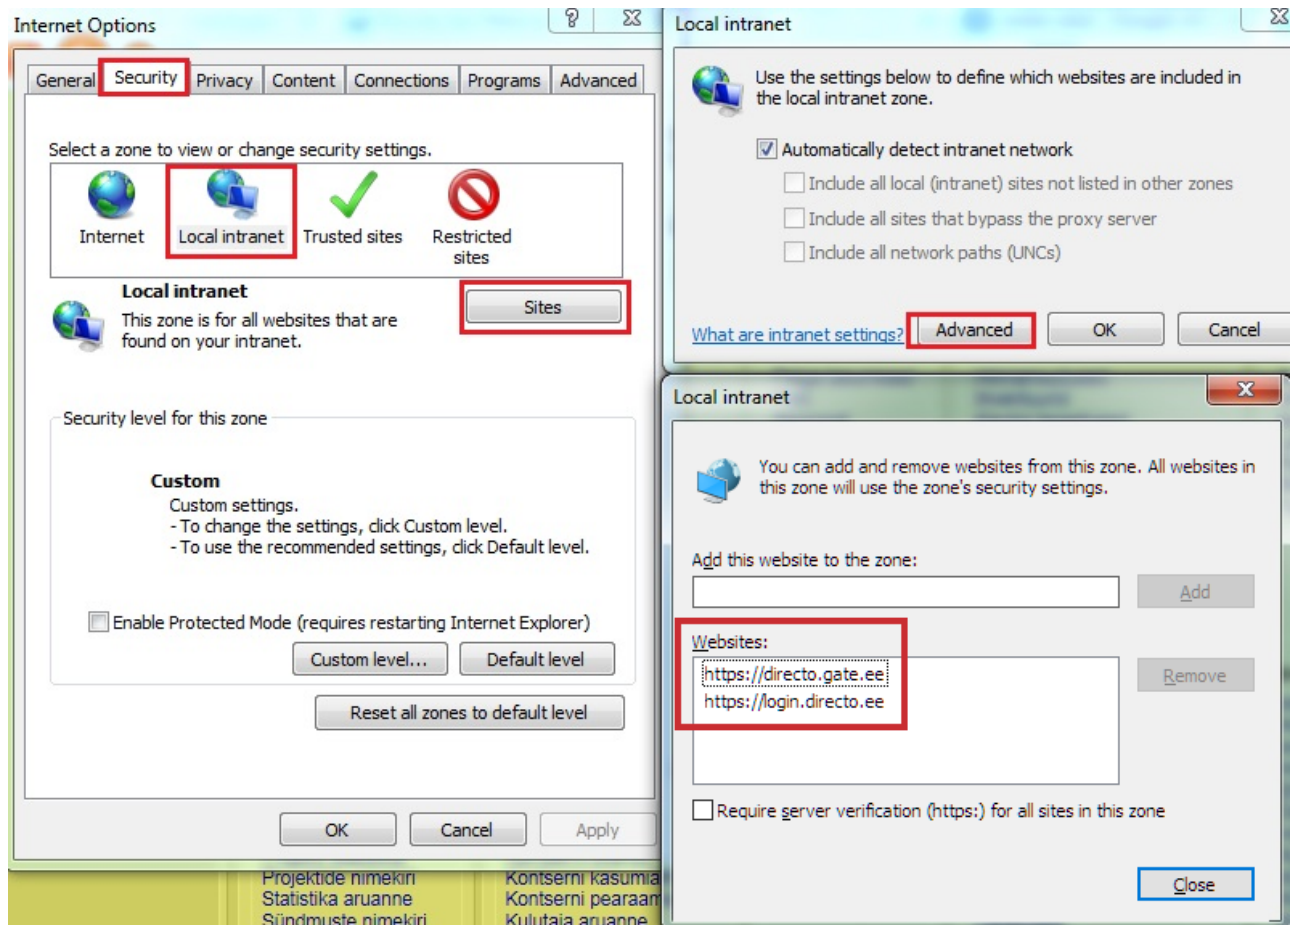 Internet Options
General Security Privacy Content Connections Programs Advanced
Select a zone to view or change security settings.
Internet Local intranet Trusted sites Restricted
sites
Local intranet
This zone is for all websites that are
found on your intranet.
Sites
Security level for this zone
Custom
Custom settings.
- To change the settings, click Custom level.
- To use the recommended settings, click Default level.
Enable Protected Mode (requires restarting Internet Explorer)
Custom level... Default level
Reset all zones to default level
OK Cancel Apply
Projektide nimekiri
Statistika aruanne
Sündmuste nimekiri
Kontserni kasumia
Kontserni pearaam
Kulutaja aruanne
Local intranet
Use the settings below to define which websites are included in
the local intranet zone.
Automatically detect intranet network
Include all local (intranet) sites not listed in other zones
Include all sites that bypass the proxy server
Include all network paths (UNCs)
What are intranet settings? Advanced OK Cancel
Local intranet
You can add and remove websites from this zone. All websites in
this zone will use the zone's security settings.
Add this website to the zone:
Add
Websites:
https://directo.gate.ee
https://login.directo.ee
Remove
Require server verification (https:) for all sites in this zone
Close